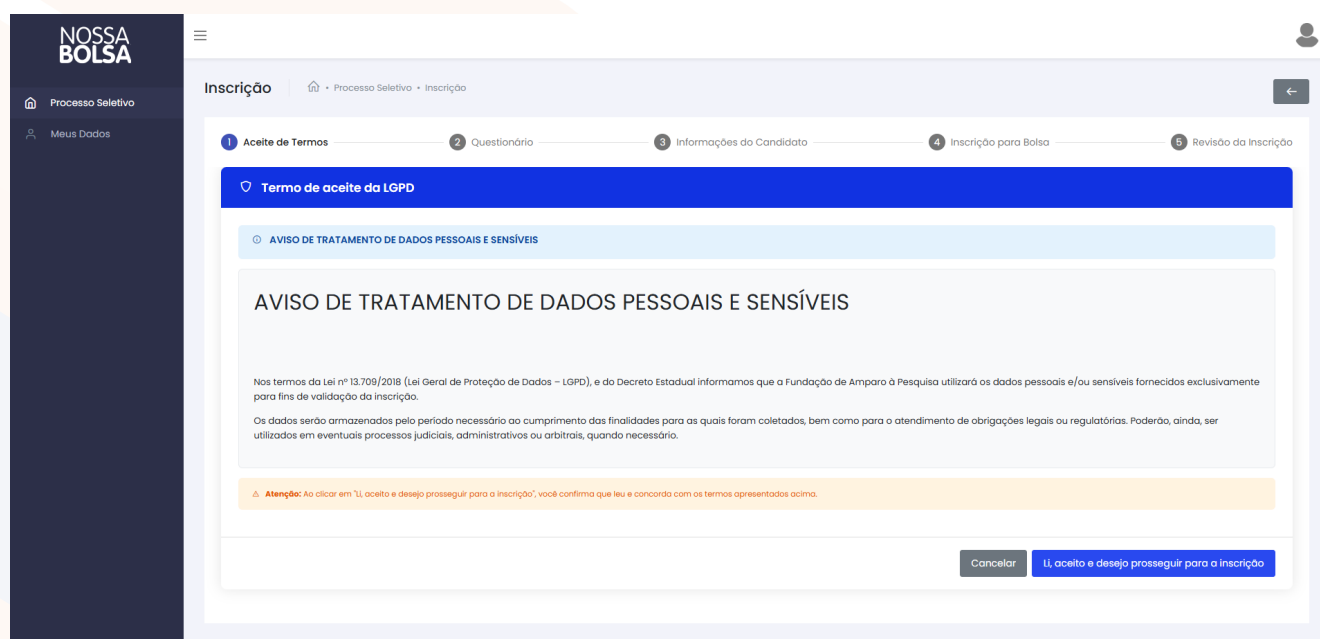 NOSSA
BOLSA
Processo Seletivo
Meus Dados
Inscrição
• Processo Seletivo • Inscrição
1 Aceite de Termos
2 Questionário
3 Informações do Candidato
4 Inscrição para Bolsa
5 Revisão da Inscrição
Termo de aceite da LGPD
AVISO DE TRATAMENTO DE DADOS PESSOAIS E SENSÍVEIS
AVISO DE TRATAMENTO DE DADOS PESSOAIS E SENSÍVEIS
Nos termos da Lei nº 13.709/2018 (Lei Geral de Proteção de Dados – LGPD), e do Decreto Estadual informamos que a Fundação de Amparo à Pesquisa utilizará os dados pessoais e/ou sensíveis fornecidos exclusivamente
para fins de validação da inscrição.
Os dados serão armazenados pelo período necessário ao cumprimento das finalidades para as quais foram coletados, bem como para o atendimento de obrigações legais ou regulatórias. Poderão, ainda, ser
utilizados em eventuais processos judiciais, administrativos ou arbitrais, quando necessário.
Atenção: Ao clicar em "Li, aceito e desejo prosseguir para a inscrição", você confirma que leu e concorda com os termos apresentados acima.
Cancelar
Li, aceito e desejo prosseguir para a inscrição